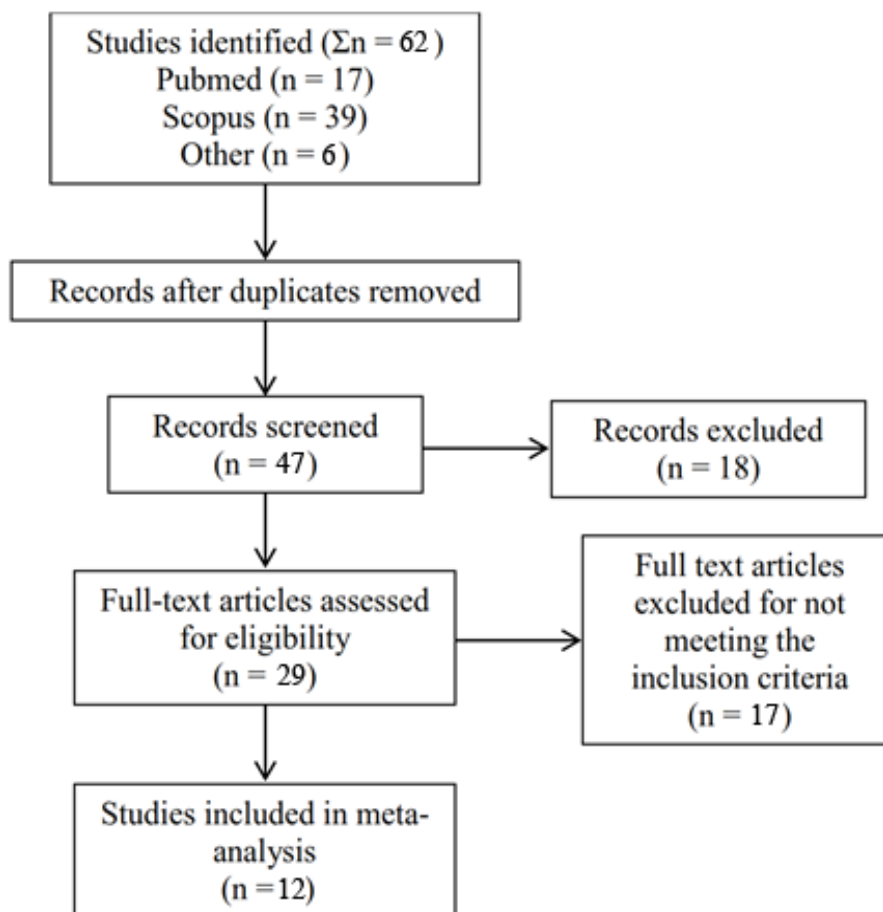 Studies identified (Σn = 62 )
Pubmed (n = 17)
Scopus (n = 39)
Other (n = 6)
Records after duplicates removed
Records screened
(n = 47)
Records excluded
(n = 18)
Full-text articles assessed
for eligibility
(n = 29)
Full text articles
excluded for not
meeting the
inclusion criteria
(n = 17)
Studies included in meta-
analysis
(n =12)